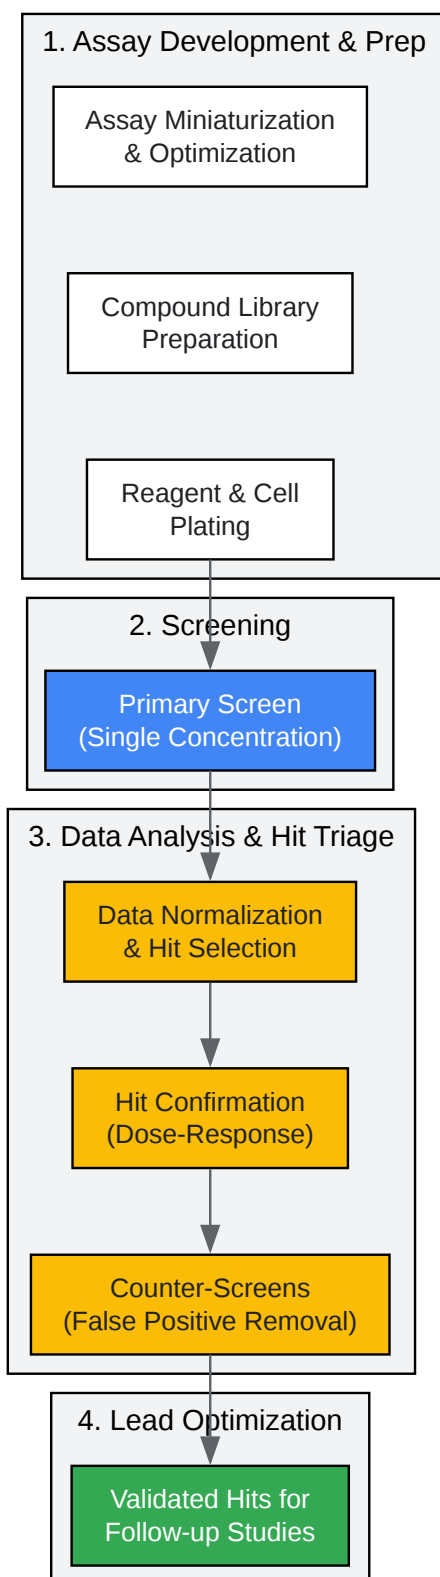 1. Assay Development & Prep
Assay Miniaturization
& Optimization
Compound Library
Preparation
Reagent & Cell
Plating
2. Screening
Primary Screen
(Single Concentration)
3. Data Analysis & Hit Triage
Data Normalization
& Hit Selection
Hit Confirmation
(Dose-Response)
Counter-Screens
(False Positive Removal)
4. Lead Optimization
Validated Hits for
Follow-up Studies